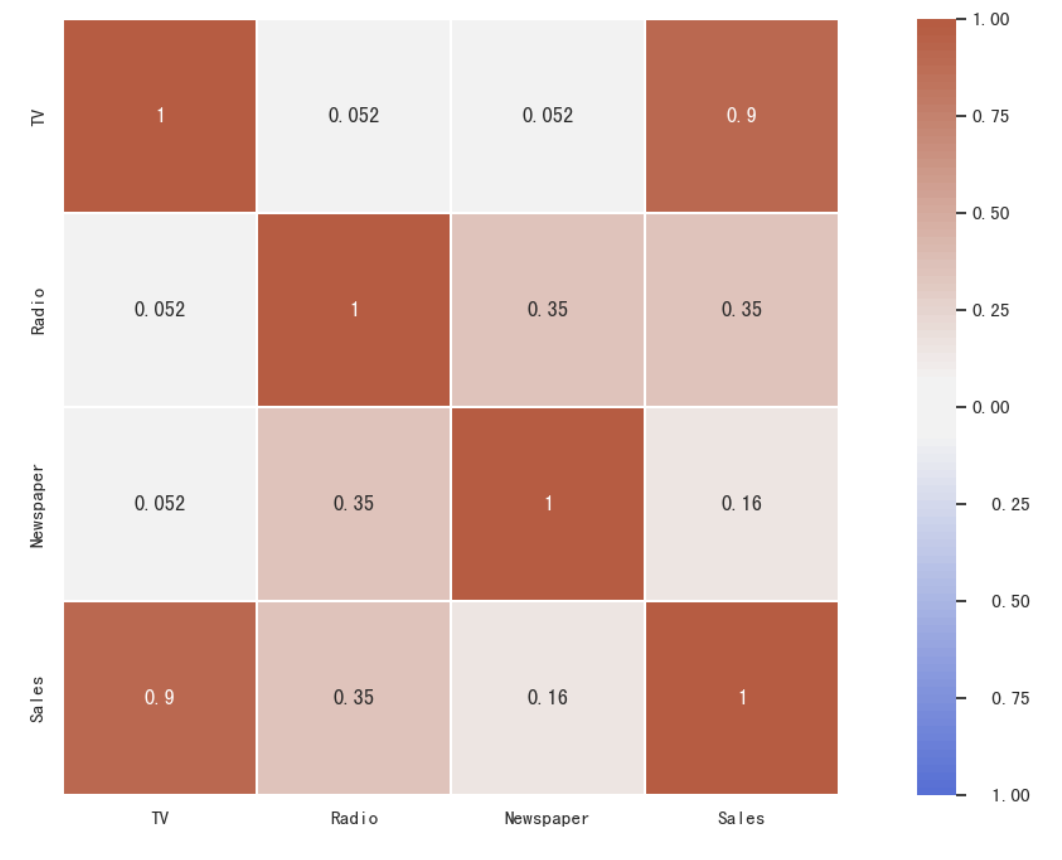 TV 1 0.052 0.052 0.9
Radio 0.052 1 0.35 0.35
Newspaper 0.052 0.35 1 0.16
Sales 0.9 0.35 0.16 1
TV Radio Newspaper Sales
1.00
0.75
0.50
0.25
0.00
0.25
0.50
0.75
1.00